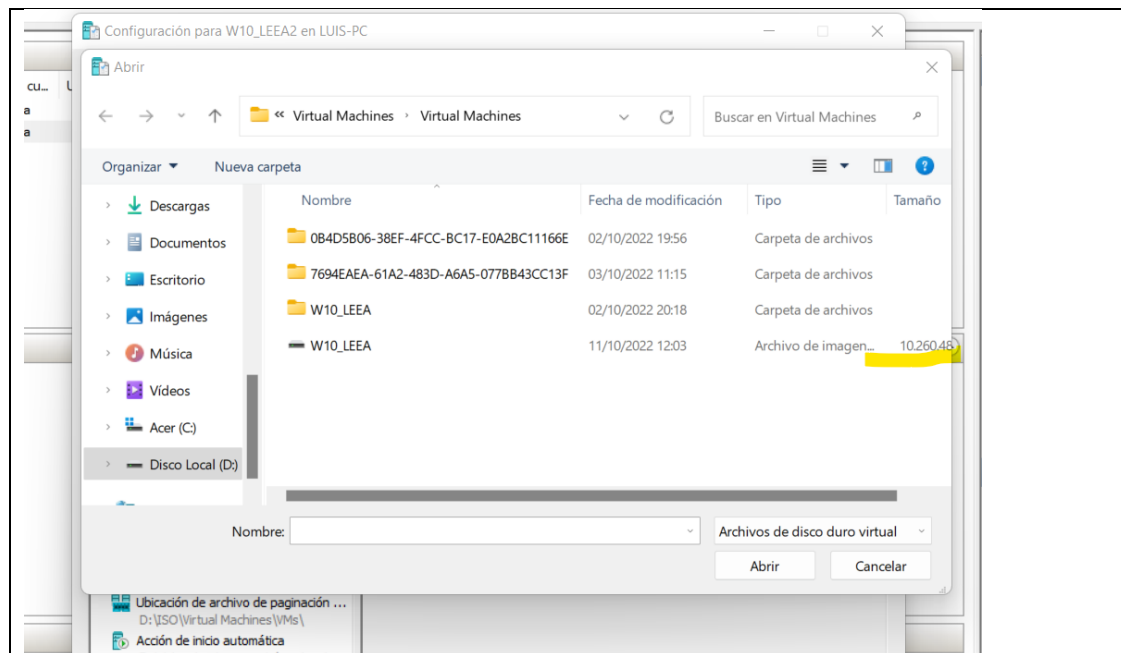 Configuración para W10_LEEA2 en LUIS-PC
Abrir
cu...
a
a
« Virtual Machines › Virtual Machines
Buscar en Virtual Machines
Organizar
Nueva carpeta
Nombre Fecha de modificación Tipo Tamaño
0B4D5B06-38EF-4FCC-BC17-E0A2BC11166E 02/10/2022 19:56 Carpeta de archivos
7694EAEA-61A2-483D-A6A5-077BB43CC13F 03/10/2022 11:15 Carpeta de archivos
W10_LEEA 02/10/2022 20:18 Carpeta de archivos
W10_LEEA 11/10/2022 12:03 Archivo de imagen... 10.260.48
Descargas
Documentos
Escritorio
Imágenes
Música
Vídeos
Acer (C:)
Disco Local (D:)
Nombre:
Archivos de disco duro virtual
Abrir Cancelar
Ubicación de archivo de paginación ...
D:\ISO\Virtual Machines\VMs\
Acción de inicio automática